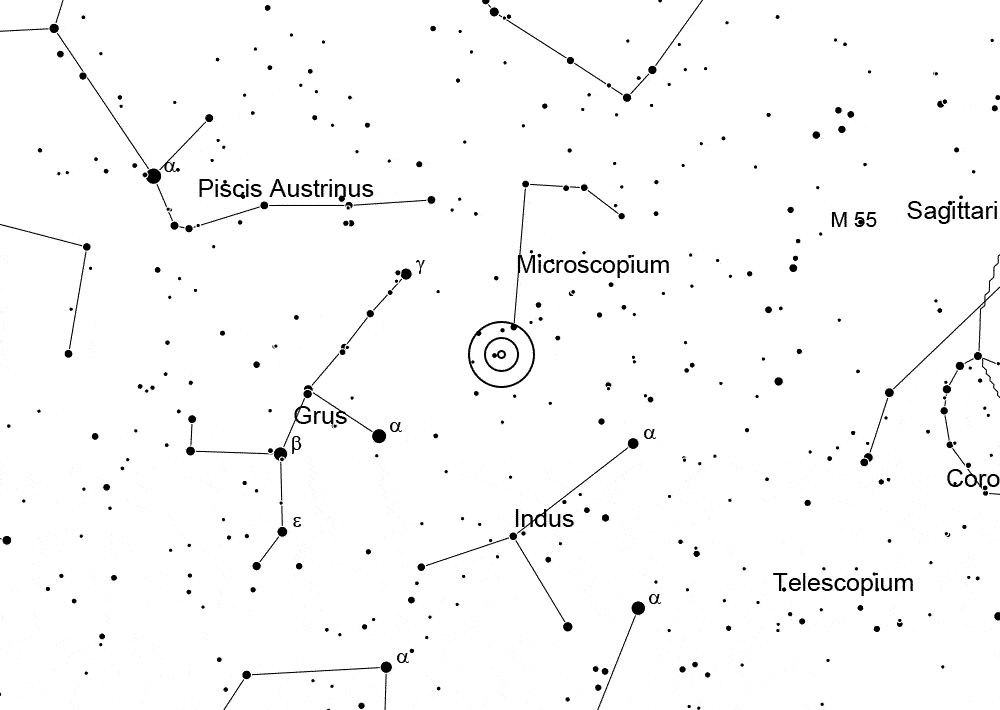 α
Piscis Austrinus
M 55
Sagittari
γ
Microscopium
Grus
α
α
β
Coro
Indus
ε
Telescopium
α
α